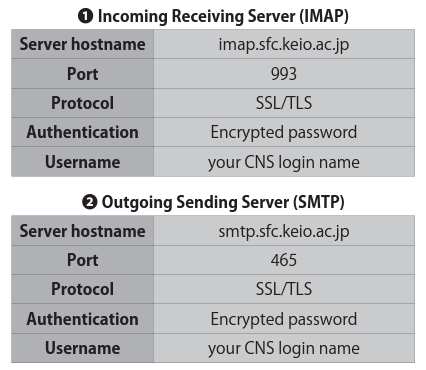 ❶ Incoming Receiving Server (IMAP)
Server hostname imap.sfc.keio.ac.jp
Port 993
Protocol SSL/TLS
Authentication Encrypted password
Username your CNS login name
❷ Outgoing Sending Server (SMTP)
Server hostname smtp.sfc.keio.ac.jp
Port 465
Protocol SSL/TLS
Authentication Encrypted password
Username your CNS login name